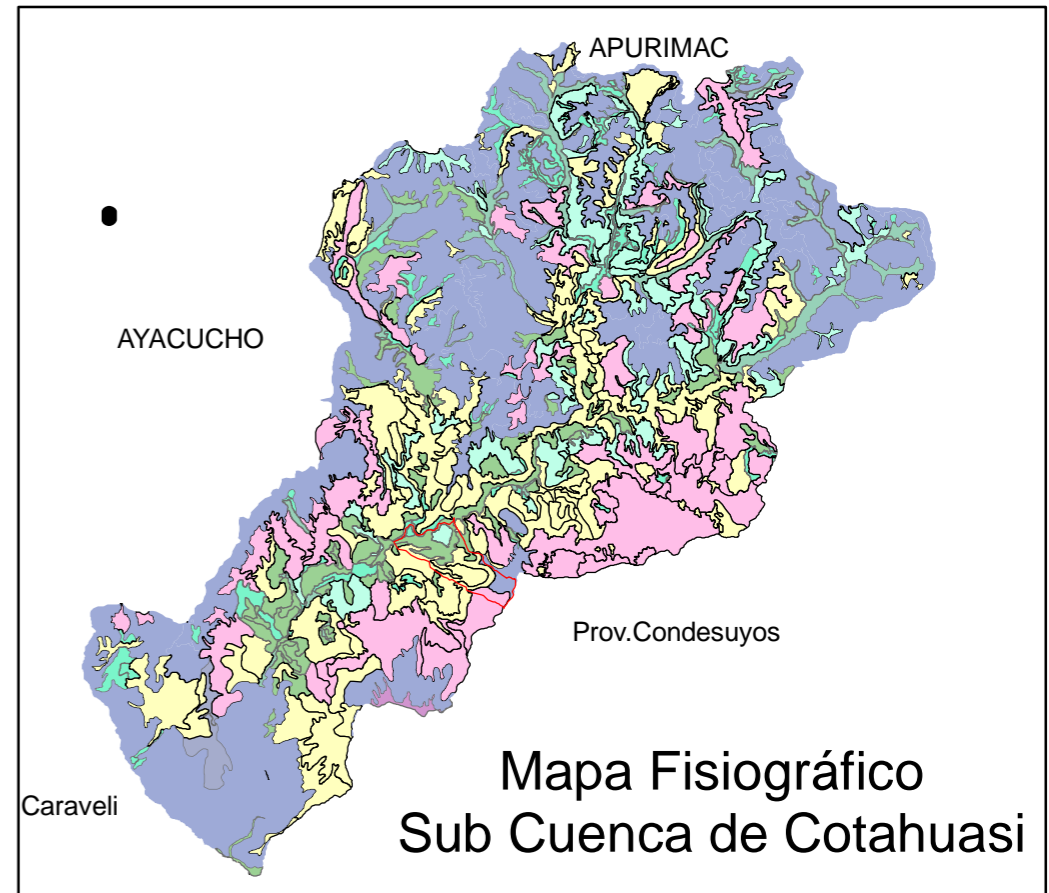 APURIMAC
AYACUCHO
Prov.Condesuyos
Mapa Fisiográfico
Caraveli
Sub Cuenca de Cotahuasi